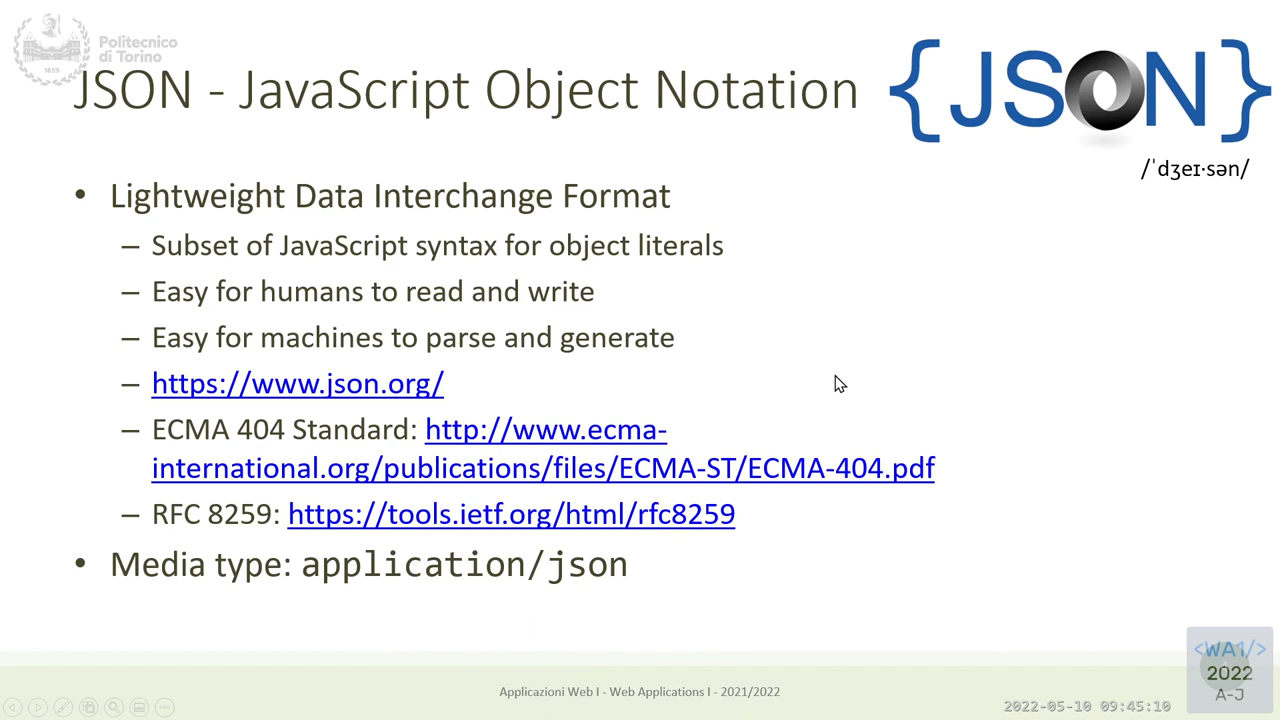 Politecnico
di Torino
1859
JSON - JavaScript Object Notation
{JSON}
/ˈdʒeɪ·sən/
• Lightweight Data Interchange Format
– Subset of JavaScript syntax for object literals
– Easy for humans to read and write
– Easy for machines to parse and generate
– https://www.json.org/
– ECMA 404 Standard: http://www.ecma-
international.org/publications/files/ECMA-ST/ECMA-404.pdf
– RFC 8259: https://tools.ietf.org/html/rfc8259
• Media type: application/json
Applicazioni Web I - Web Applications I - 2021/2022
<WA1/>
2022
A-J
2022-05-10 09:45:10